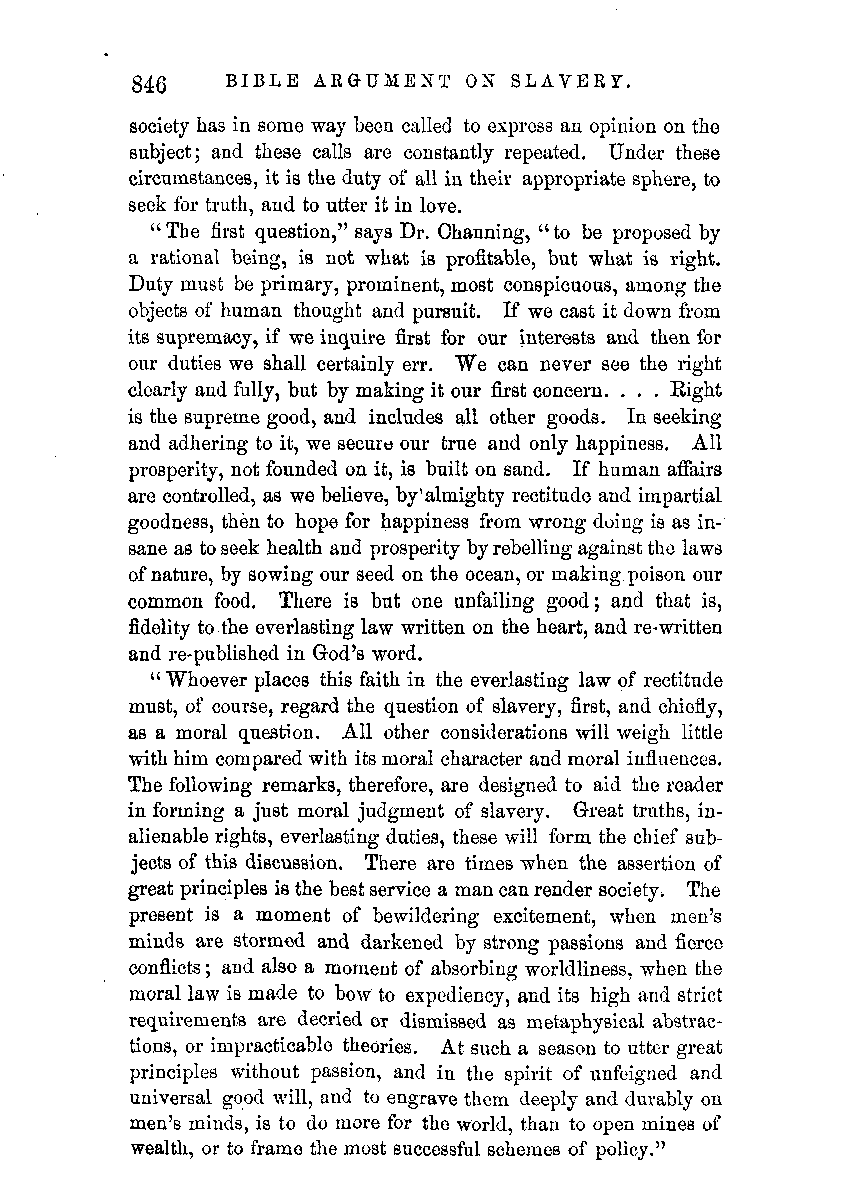 846 BIBLE ARGUMENT ON SLAVERY.
society has in some way been called to express an opinion on the
subject; and these calls are constantly repeated. Under these
circumstances, it is the duty of all in their appropriate sphere, to
seek for truth, and to utter it in love.
"The first question," says Dr. Channing, "to be proposed by
a rational being, is not what is profitable, but what is right.
Duty must be primary, prominent, most conspicuous, among the
objects of human thought and pursuit. If we cast it down from
its supremacy, if we inquire first for our interests and then for
our duties we shall certainly err. We can never see the right
clearly and fully, but by making it our first concern. . . . Right
is the supreme good, and includes all other goods. In seeking
and adhering to it, we secure our true and only happiness. All
prosperity, not founded on it, is built on sand. If human affairs
are controlled, as we believe, by almighty rectitude and impartial
goodness, then to hope for happiness from wrong doing is as in-
sane as to seek health and prosperity by rebelling against the laws
of nature, by sowing our seed on the ocean, or making poison our
common food. There is but one unfailing good; and that is,
fidelity to the everlasting law written on the heart, and re-written
and re-published in God's word.
"Whoever places this faith in the everlasting law of rectitude
must, of course, regard the question of slavery, first, and chiefly,
as a moral question. All other considerations will weigh little
with him compared with its moral character and moral influences.
The following remarks, therefore, are designed to aid the reader
in forming a just moral judgment of slavery. Great truths, in-
alienable rights, everlasting duties, these will form the chief sub-
jects of this discussion. There are times when the assertion of
great principles is the best service a man can render society. The
present is a moment of bewildering excitement, when men's
minds are stormed and darkened by strong passions and fierce
conflicts; and also a moment of absorbing worldliness, when the
moral law is made to bow to expediency, and its high and strict
requirements are decried or dismissed as metaphysical abstrac-
tions, or impracticable theories. At such a season to utter great
principles without passion, and in the spirit of unfeigned and
universal good will, and to engrave them deeply and durably on
men's minds, is to do more for the world, than to open mines of
wealth, or to frame the most successful schemes of policy."